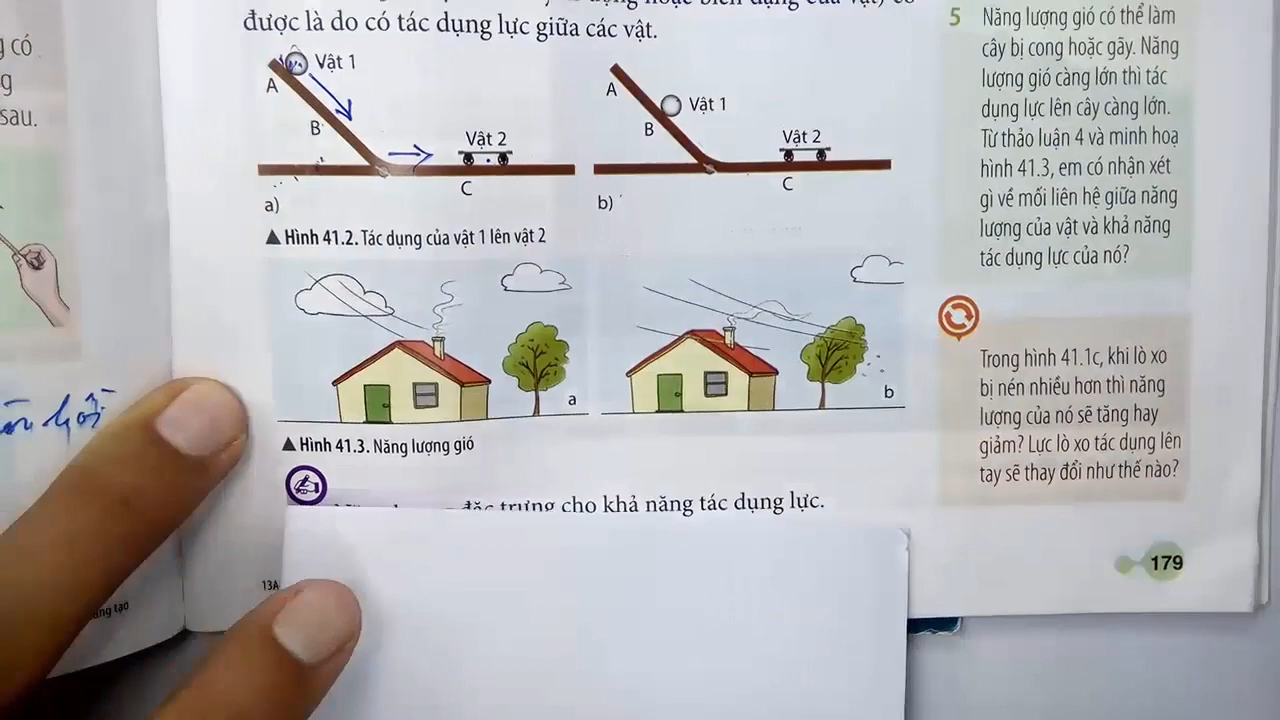 được là do có tác dụng lực giữa các vật.
Vật 1
A
B
Vật 2
C
a)
A
Vật 1
B
Vật 2
C
b)
▲ Hình 41.2. Tác dụng của vật 1 lên vật 2
a
b
▲ Hình 41.3. Năng lượng gió
trưng cho khả năng tác dụng lực.
5 Năng lượng gió có thể làm
cây bị cong hoặc gãy. Năng
lượng gió càng lớn thì tác
dụng lực lên cây càng lớn.
Từ thảo luận 4 và minh hoạ
hình 41.3, em có nhận xét
gì về mối liên hệ giữa năng
lượng của vật và khả năng
tác dụng lực của nó?
Trong hình 41.1c, khi lò xo
bị nén nhiều hơn thì năng
lượng của nó sẽ tăng hay
giảm? Lực lò xo tác dụng lên
tay sẽ thay đổi như thế nào?
179
13A
có
sau.
tạo